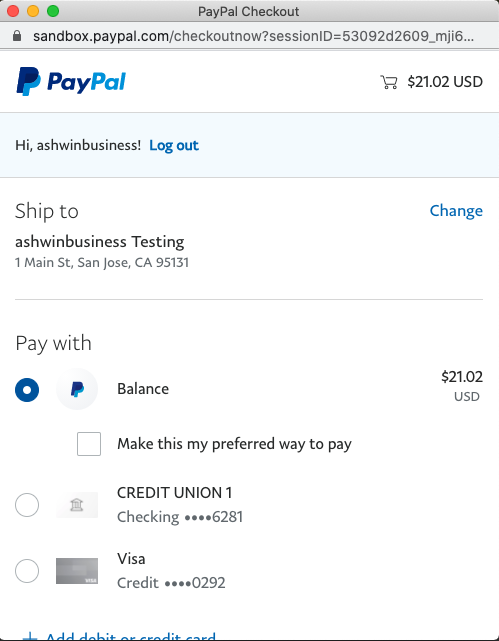 PayPal Checkout
sandbox.paypal.com/checkoutnow?sessionID=53092d2609_mji6...
PayPal $21.02 USD
Hi, ashwinbusiness! Log out
Ship to Change
ashwinbusiness Testing
1 Main St, San Jose, CA 95131
Pay with
Balance $21.02
USD
Make this my preferred way to pay
CREDIT UNION 1
Checking ••••6281
Visa
VISA
Credit ••••0292
+ Add debit or credit card